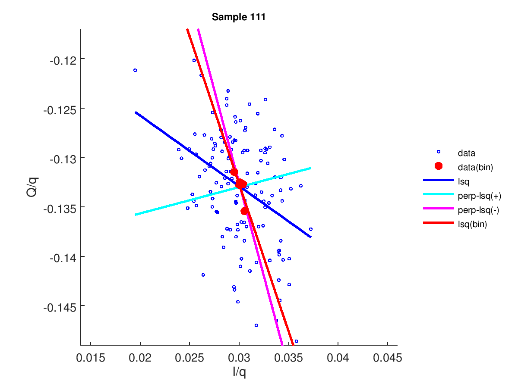 Sample 111
-0.12
-0.125
-0.13
-0.135
-0.14
-0.145
Q/q
0.015 0.02 0.025 0.03 0.035 0.04 0.045
I/q
data
data(bin)
lsq
perp-lsq(+)
perp-lsq(-)
lsq(bin)